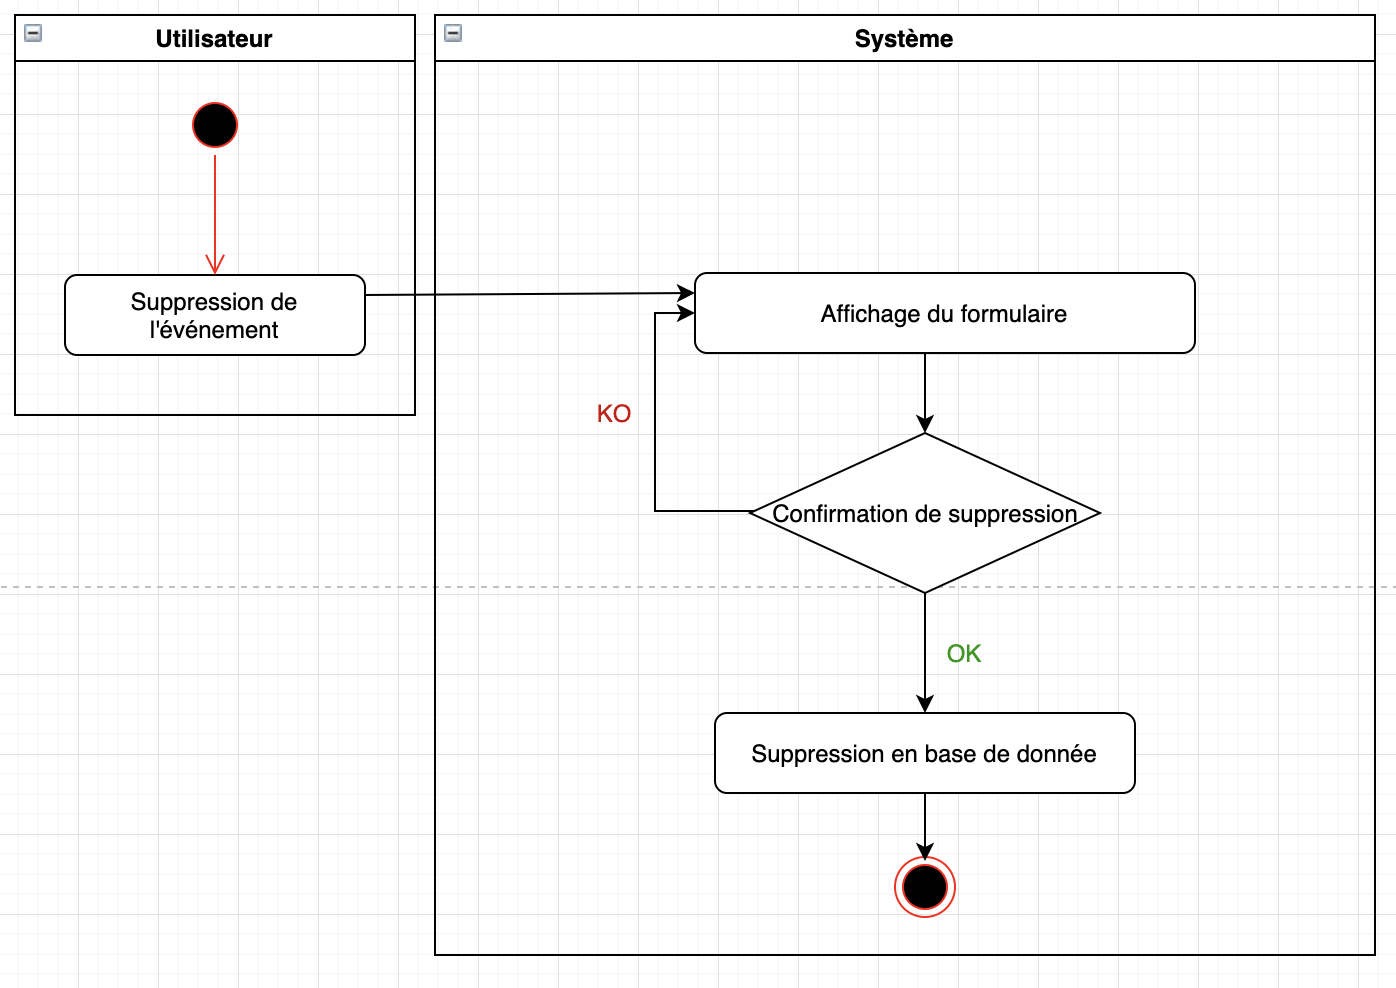 Utilisateur
Système
Suppression de
l'événement
Affichage du formulaire
KO
Confirmation de suppression
OK
Suppression en base de donnée